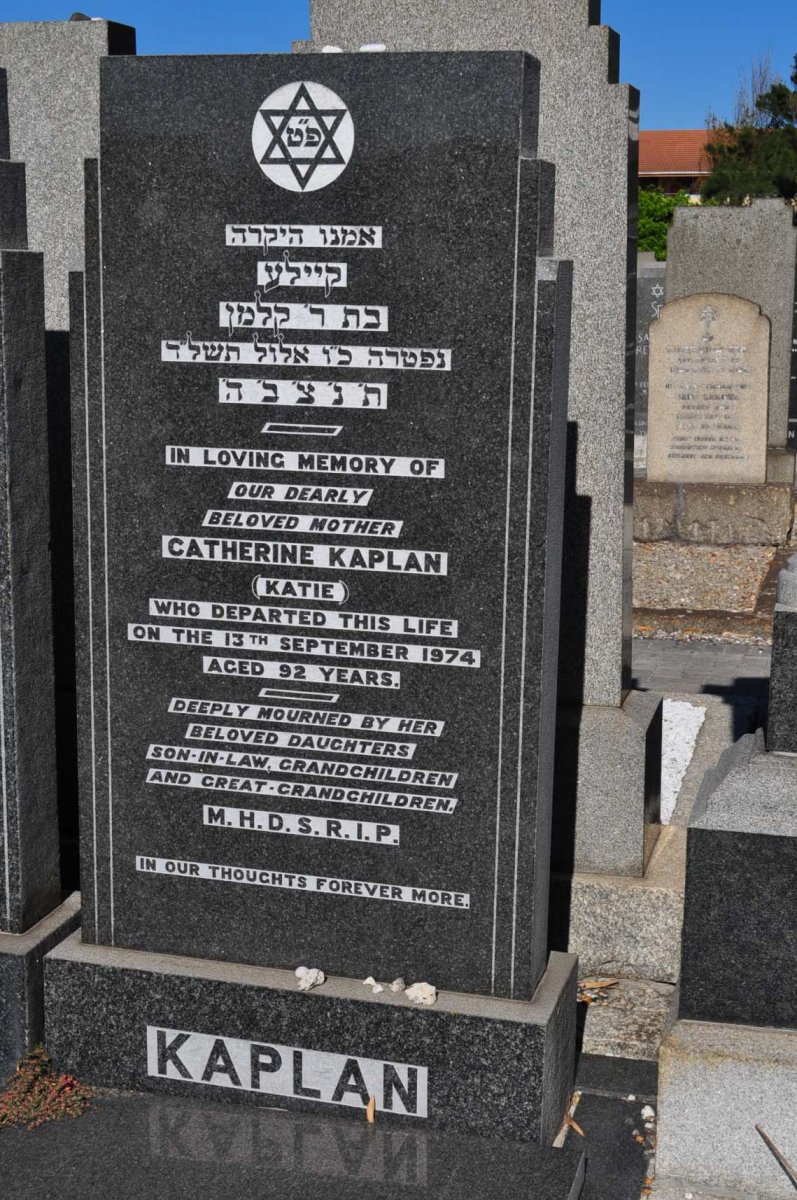 פ״ט
אמנו היקרה
קיילע
בת ר׳ קלמן
נפטרה כ״ו אלול תשל״ד
ת׳ נ׳ צ׳ ב׳ ה׳
IN LOVING MEMORY OF
OUR DEARLY
BELOVED MOTHER
CATHERINE KAPLAN
(KATIE)
WHO DEPARTED THIS LIFE
ON THE 13TH SEPTEMBER 1974
AGED 92 YEARS.
DEEPLY MOURNED BY HER
BELOVED DAUGHTERS
SON-IN-LAW, GRANDCHILDREN
AND GREAT-GRANDCHILDREN.
M.H.D.S.R.I.P.
IN OUR THOUGHTS FOREVER MORE.
KAPLAN